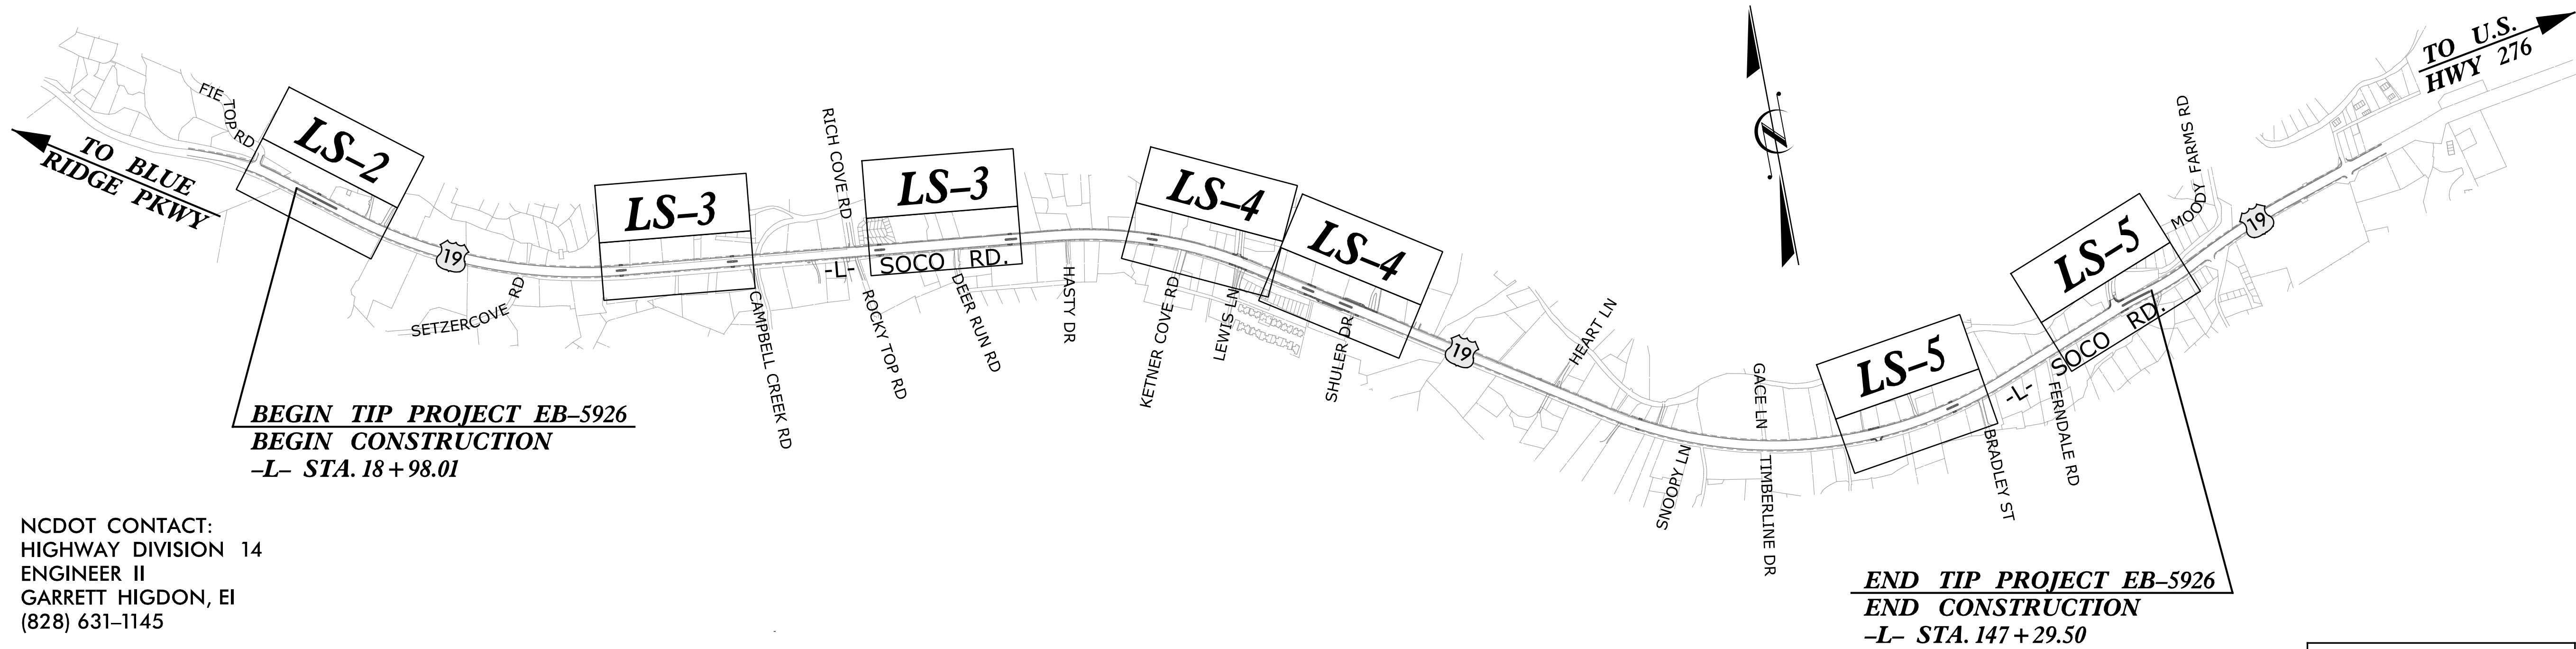 TO BLUE
RIDGE PKWY
FIE TOP RD
LS–2
19
SETZERCOVE RD
LS–3
CAMPBELL CREEK RD
RICH COVE RD
-L- SOCO RD.
LS–3
ROCKY TOP RD
DEER RUN RD
HASTY DR
LS–4
KETNER COVE RD
LEWIS LN
LS–4
SHULER DR
19
HEART LN
SNOOPY LN
GACE LN
TIMBERLINE DR
LS–5
BRADLEY ST
-L- SOCO RD.
FERNDALE RD
LS–5
MOODY FARMS RD
19
TO U.S.
HWY 276
N
BEGIN TIP PROJECT EB–5926
BEGIN CONSTRUCTION
–L– STA. 18+98.01
NCDOT CONTACT:
HIGHWAY DIVISION 14
ENGINEER II
GARRETT HIGDON, EI
(828) 631–1145
END TIP PROJECT EB–5926
END CONSTRUCTION
–L– STA. 147+29.50